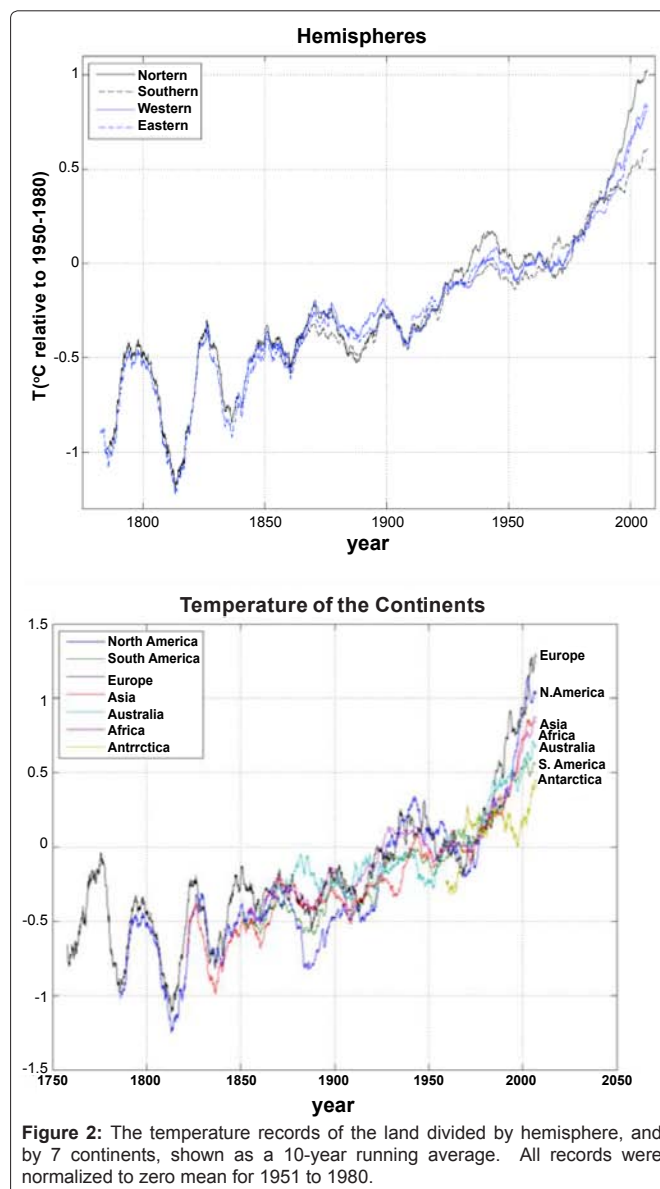 Hemispheres
Nortern
Southern
Western
Eastern
1
0.5
0
-0.5
-1
T(°C relative to 1950-1980)
1800
1850
1900
1950
2000
year
Temperature of the Continents
1.5
1
0.5
0
-0.5
-1
-1.5
North America
South America
Europe
Asia
Australia
Africa
Antrrctica
Europe
N.America
Asia
Africa
Australia
S. America
Antarctica
1750
1800
1850
1900
1950
2000
2050
year
Figure 2: The temperature records of the land divided by hemisphere, and
by 7 continents, shown as a 10-year running average. All records were
normalized to zero mean for 1951 to 1980.